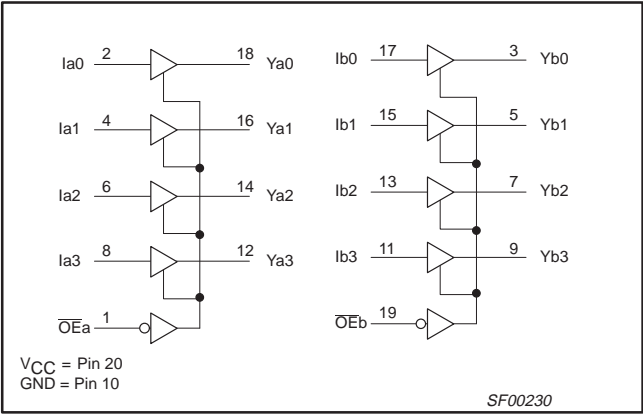 Ia0 2 18 Ya0
Ia1 4 16 Ya1
Ia2 6 14 Ya2
Ia3 8 12 Ya3
O̅E̅a 1
Ib0 17 3 Yb0
Ib1 15 5 Yb1
Ib2 13 7 Yb2
Ib3 11 9 Yb3
O̅E̅b 19
VCC = Pin 20
GND = Pin 10
SF00230